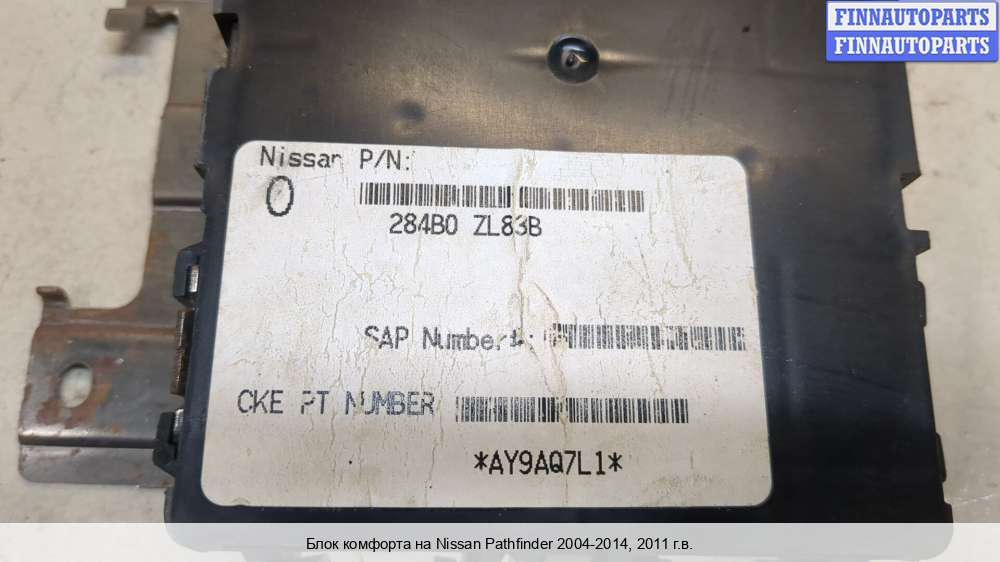 FINNAUTOPARTS
FINNAUTOPARTS
Nissan P/N:
0
284B0 ZL83B
SAP Number#:
CKE PT NUMBER
*AY9AQ7L1*
Блок комфорта на Nissan Pathfinder 2004-2014, 2011 г.в.